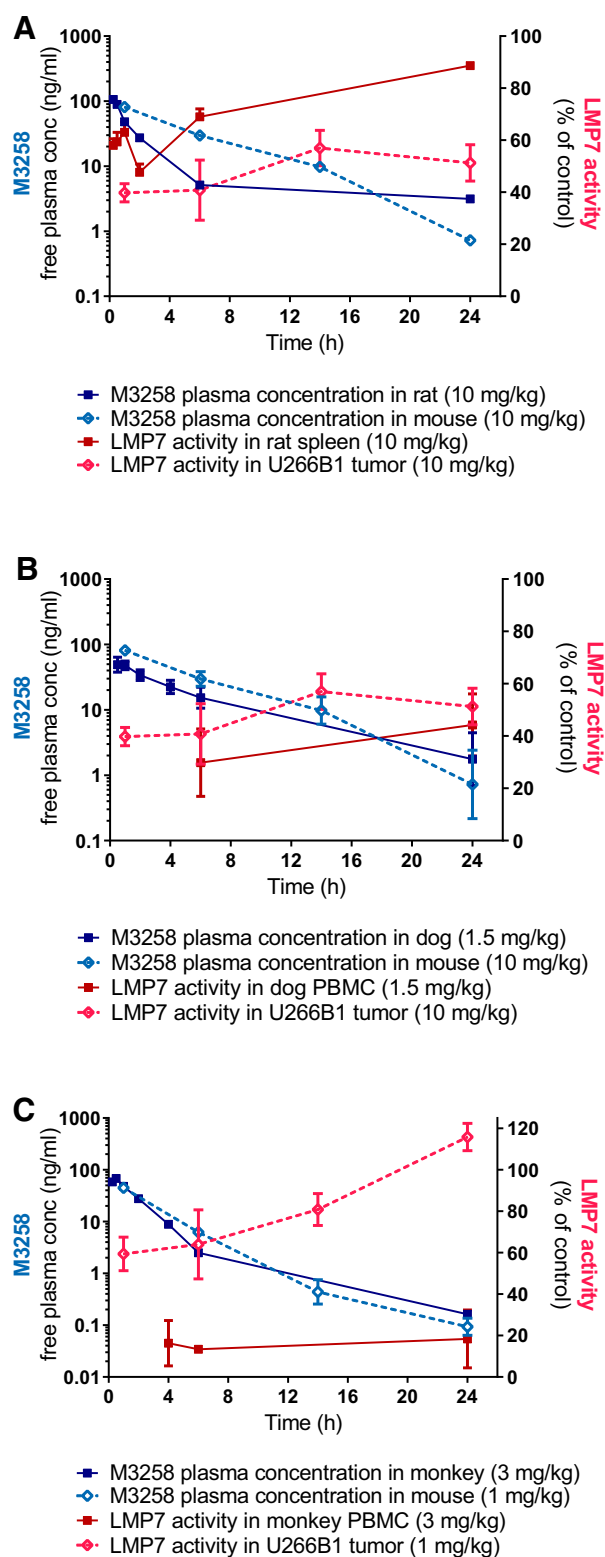 A
M3258
free plasma conc (ng/ml)
1000
100
10
1
0.1
100
80
60
40
20
0
LMP7 activity
(% of control)
0 4 8 12 16 20 24
Time (h)
M3258 plasma concentration in rat (10 mg/kg)
M3258 plasma concentration in mouse (10 mg/kg)
LMP7 activity in rat spleen (10 mg/kg)
LMP7 activity in U266B1 tumor (10 mg/kg)
B
M3258
free plasma conc (ng/ml)
1000
100
10
1
0.1
100
80
60
40
20
0
LMP7 activity
(% of control)
0 4 8 12 16 20 24
Time (h)
M3258 plasma concentration in dog (1.5 mg/kg)
M3258 plasma concentration in mouse (10 mg/kg)
LMP7 activity in dog PBMC (1.5 mg/kg)
LMP7 activity in U266B1 tumor (10 mg/kg)
C
M3258
free plasma conc (ng/ml)
1000
100
10
1
0.1
0.01
120
100
80
60
40
20
0
LMP7 activity
(% of control)
0 4 8 12 16 20 24
Time (h)
M3258 plasma concentration in monkey (3 mg/kg)
M3258 plasma concentration in mouse (1 mg/kg)
LMP7 activity in monkey PBMC (3 mg/kg)
LMP7 activity in U266B1 tumor (1 mg/kg)